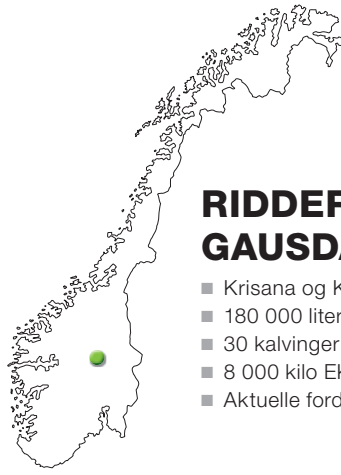 RIDDER
GAUSDA
Krisana og K
180 000 liter
30 kalvinger
8 000 kilo EK
Aktuelle ford